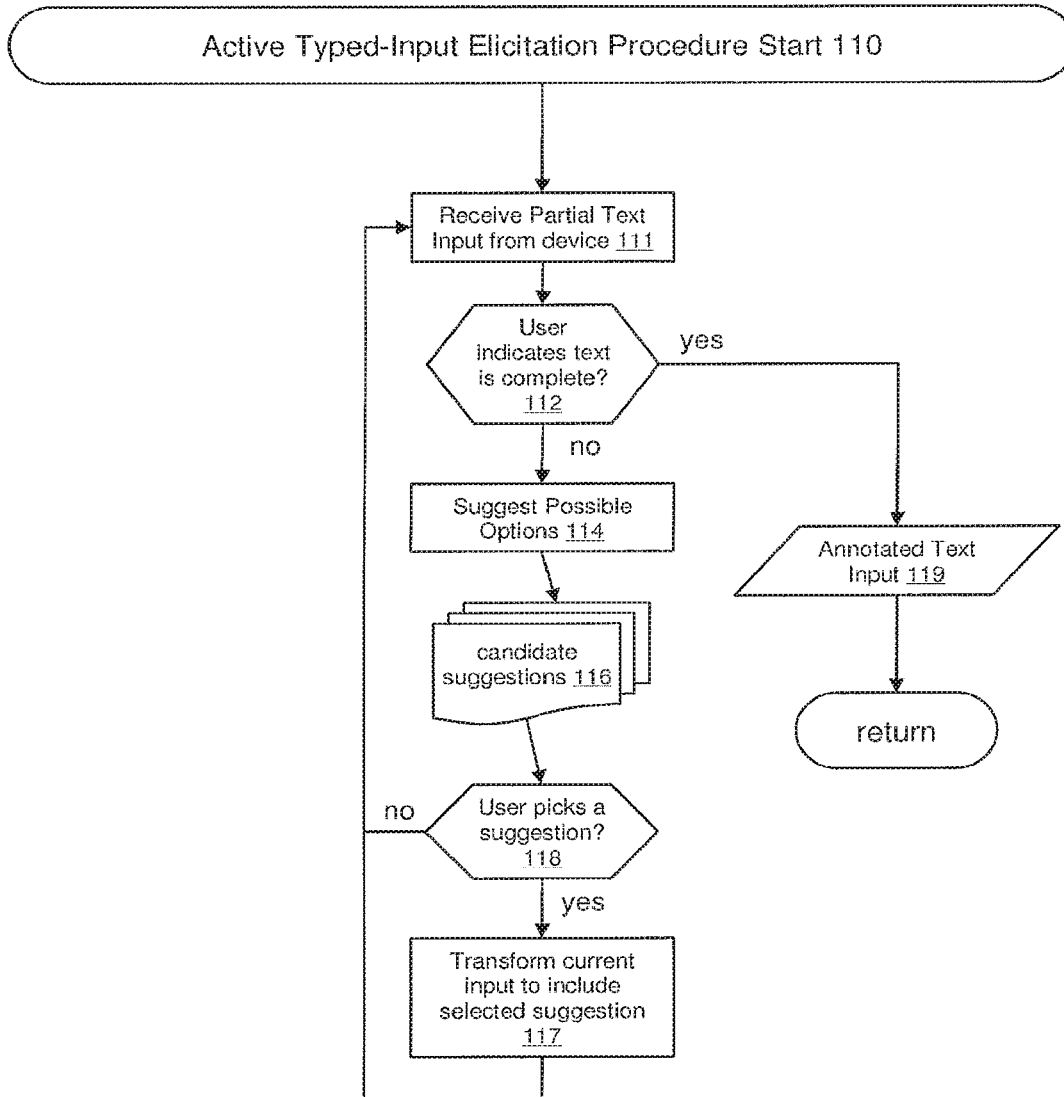 Active Typed-Input Elicitation Procedure Start 110
Receive Partial Text
Input from device 111
User
indicates text
is complete?
112
yes
no
Suggest Possible
Options 114
Annotated Text
Input 119
candidate
suggestions 116
return
no
User picks a
suggestion?
118
yes
Transform current
input to include
selected suggestion
117